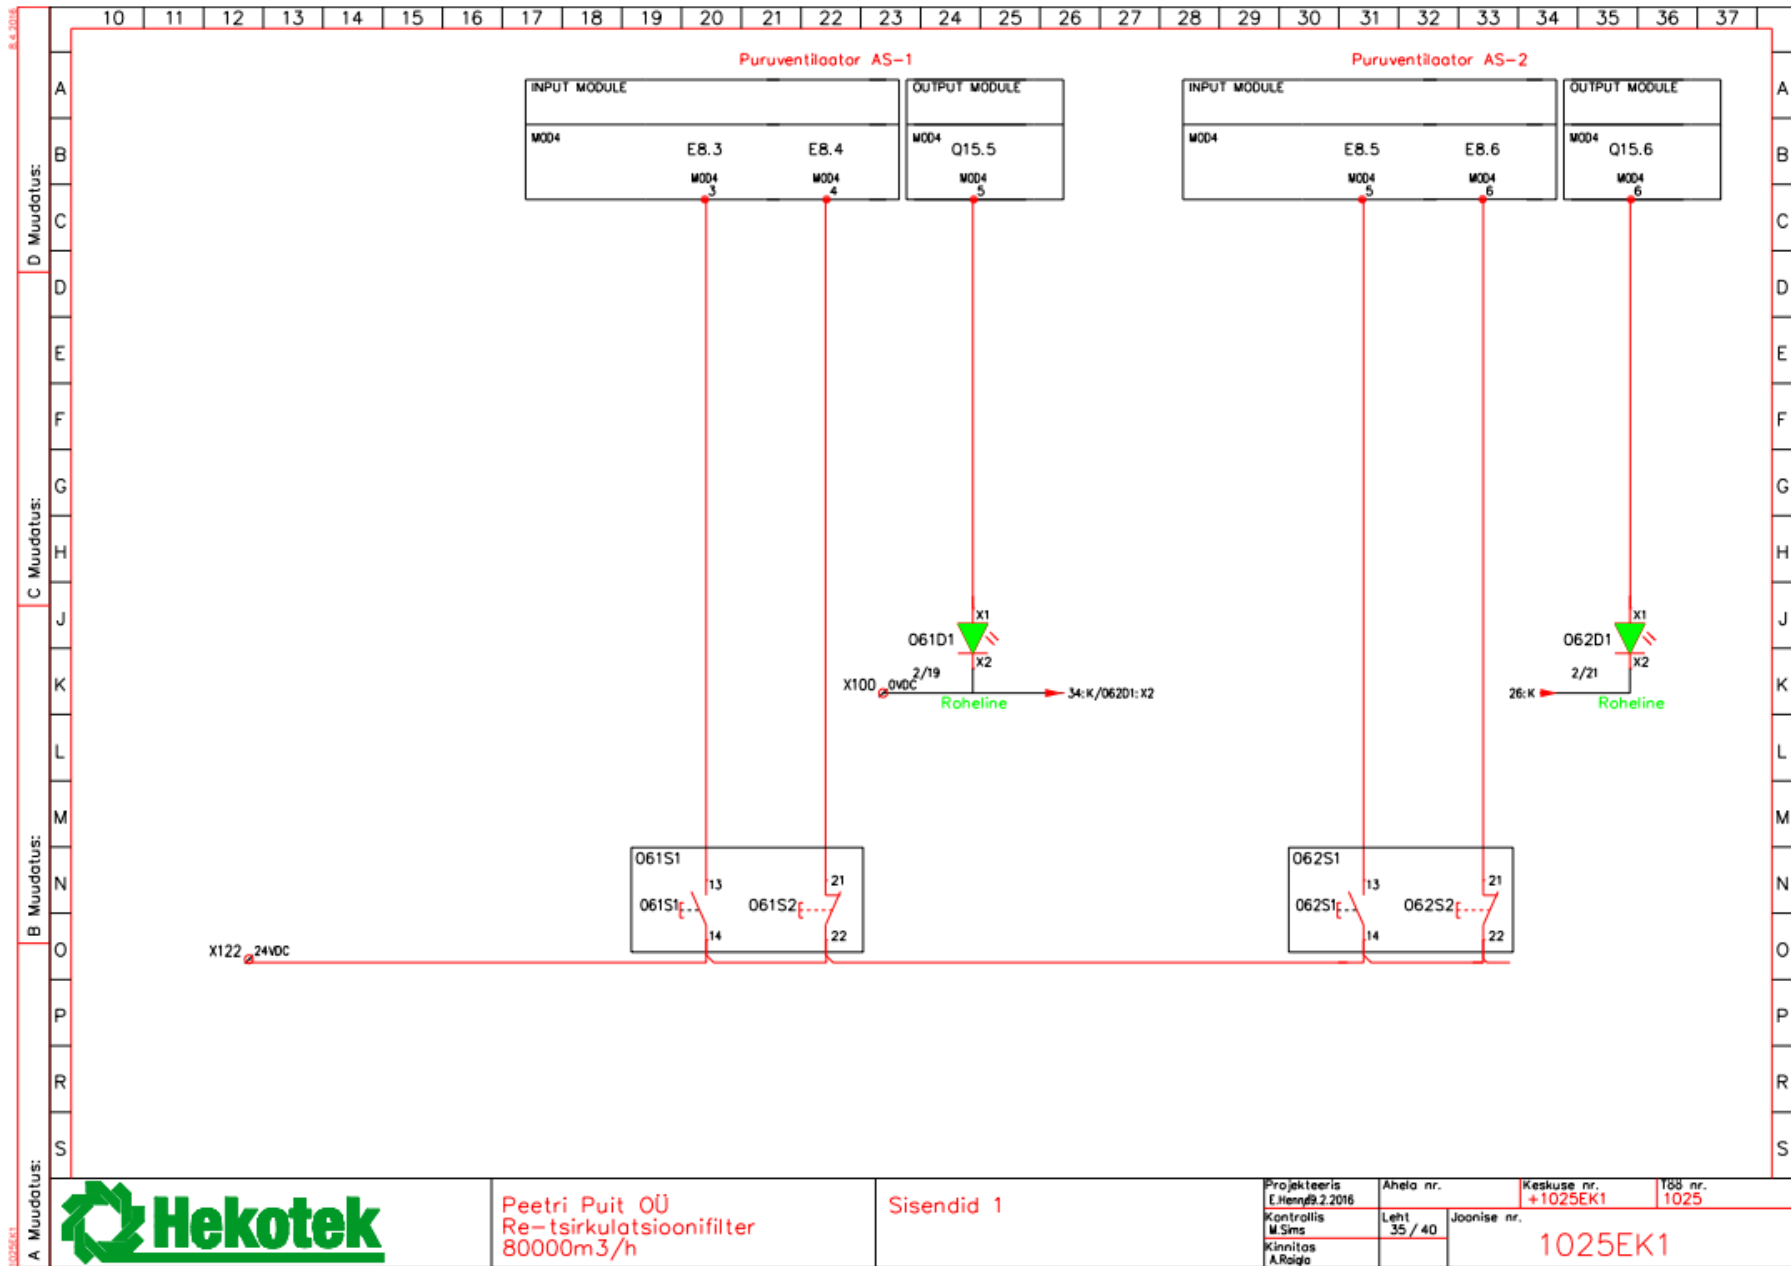 8.4.2016
10 11 12 13 14 15 16 17 18 19 20 21 22 23 24 25 26 27 28 29 30 31 32 33 34 35 36 37
Puruventilaator AS-1
Puruventilaator AS-2
INPUT MODULE
OUTPUT MODULE
INPUT MODULE
OUTPUT MODULE
MOD4
E8.3
E8.4
MOD4
3
MOD4
4
MOD4
Q15.5
MOD4
5
MOD4
E8.5
E8.6
MOD4
5
MOD4
6
MOD4
Q15.6
MOD4
6
A
B
C
D
E
F
G
H
J
K
L
M
N
O
P
R
S
A
B
C
D
E
F
G
H
J
K
L
M
N
O
P
R
S
D Muudatus:
C Muudatus:
B Muudatus:
A Muudatus:
1025EK1
X1
061D1
X2
2/19
X100
0VDC
34:K/062D1:X2
Roheline
X1
062D1
X2
2/21
26:K
Roheline
061S1
13
21
061S1
061S2
14
22
062S1
13
21
062S1
062S2
14
22
X122
24VDC
Hekotek
Peetri Puit OÜ
Re-tsirkulatsioonifilter
80000m3/h
Sisendid 1
Projekteeris
Kontrollis
M.Sims
Kinnitas
A.Raigla
Ahela nr.
Leht
35 / 40
Keskuse nr.
+1025EK1
Töö nr.
1025
Joonise nr.
1025EK1